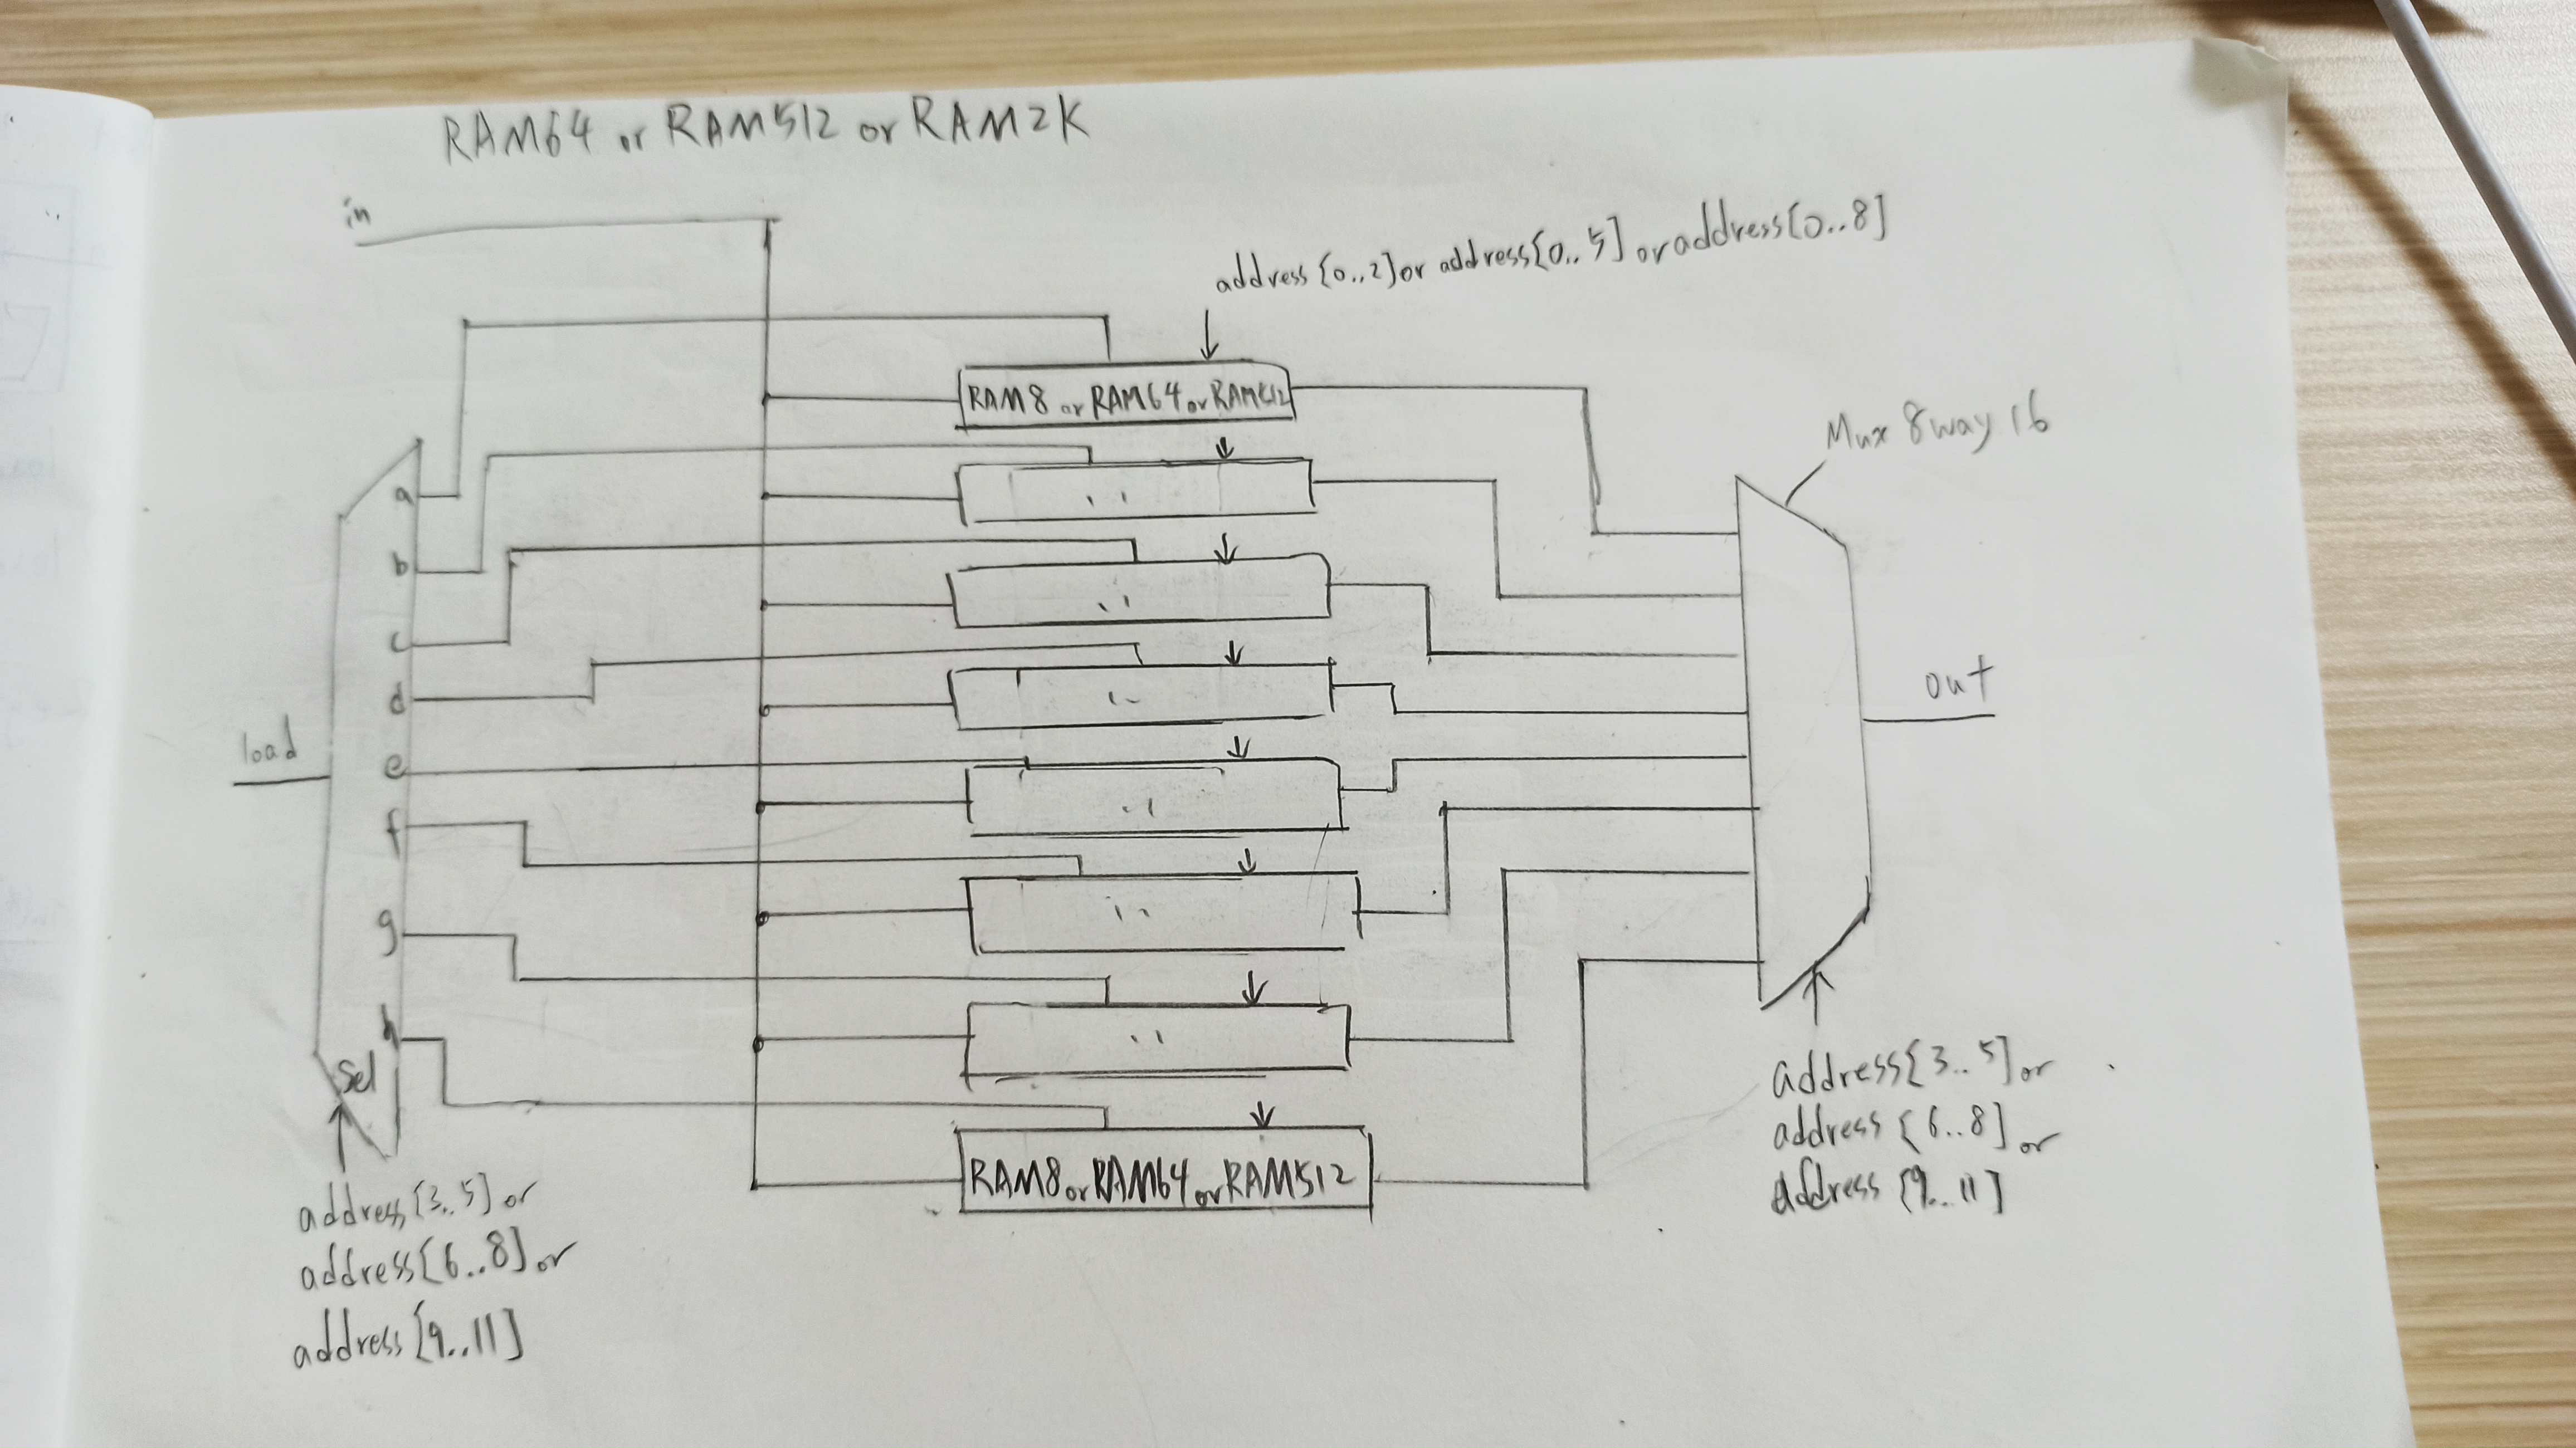 RAM64 or RAM512 or RAM2K
in
address[0..2] or address[0..5] or address[0..8]
RAM8 or RAM64 or RAM512
Mux 8way 16
a
b
c
d
e
f
g
h
load
out
Sel
RAM8 or RAM64 or RAM512
address[3..5] or
address[6..8] or
address[9..11]
address[3..5] or
address[6..8] or
address[9..11]